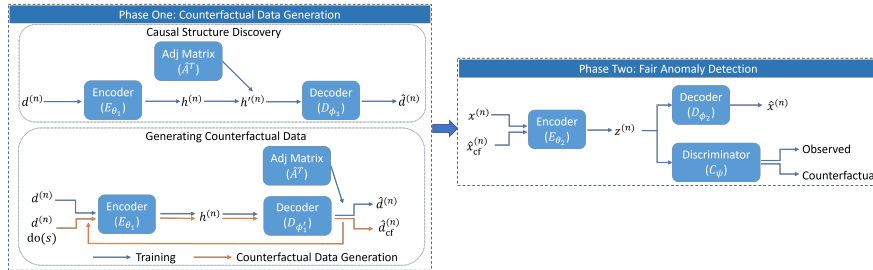 Phase One: Counterfactual Data Generation
Causal Structure Discovery
Adj Matrix
(Â^T)
d^(n)
Encoder
(E_θ₁)
h^(n)
h'^(n)
Decoder
(D_ϕ₁)
d̂^(n)
Generating Counterfactual Data
Adj Matrix
(Â^T)
d^(n)
d^(n)
do(s)
Encoder
(E_θ₁)
h^(n)
Decoder
(D_ϕ₁')
d̂^(n)
d̂_cf^(n)
Training
Counterfactual Data Generation
Phase Two: Fair Anomaly Detection
x^(n)
x̂_cf^(n)
Encoder
(E_θ₂)
z^(n)
Decoder
(D_ϕ₂)
x̂^(n)
Discriminator
(C_ψ)
Observed
Counterfactual